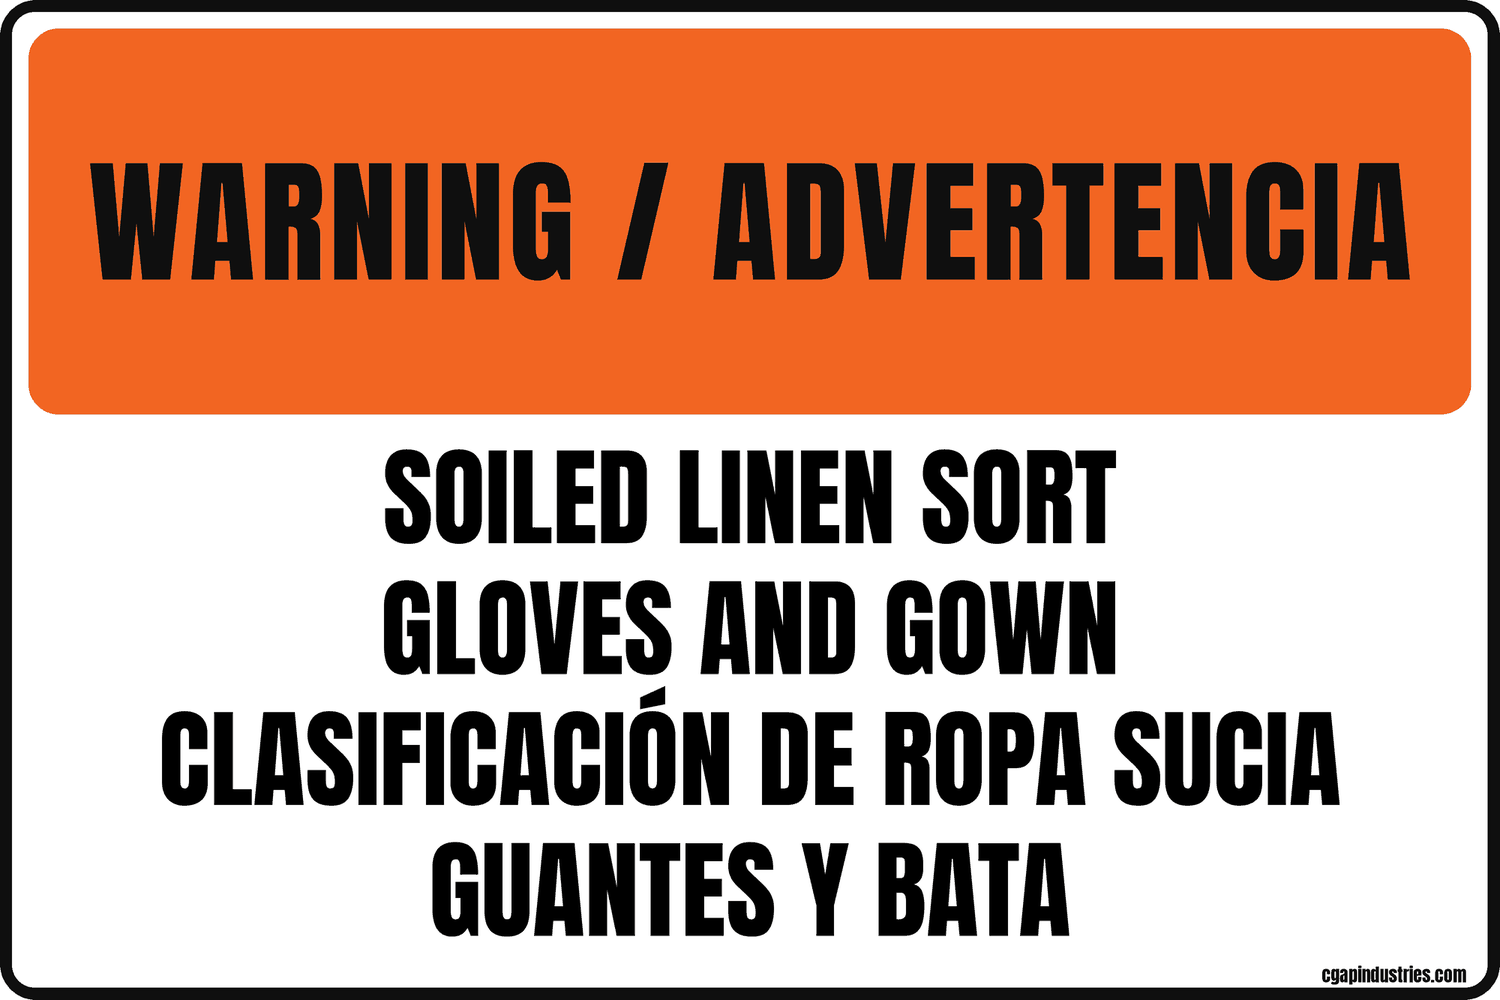 WARNING / ADVERTENCIA
SOILED LINEN SORT
GLOVES AND GOWN
CLASIFICACIÓN DE ROPA SUCIA
GUANTES Y BATA
cgapindustries.com